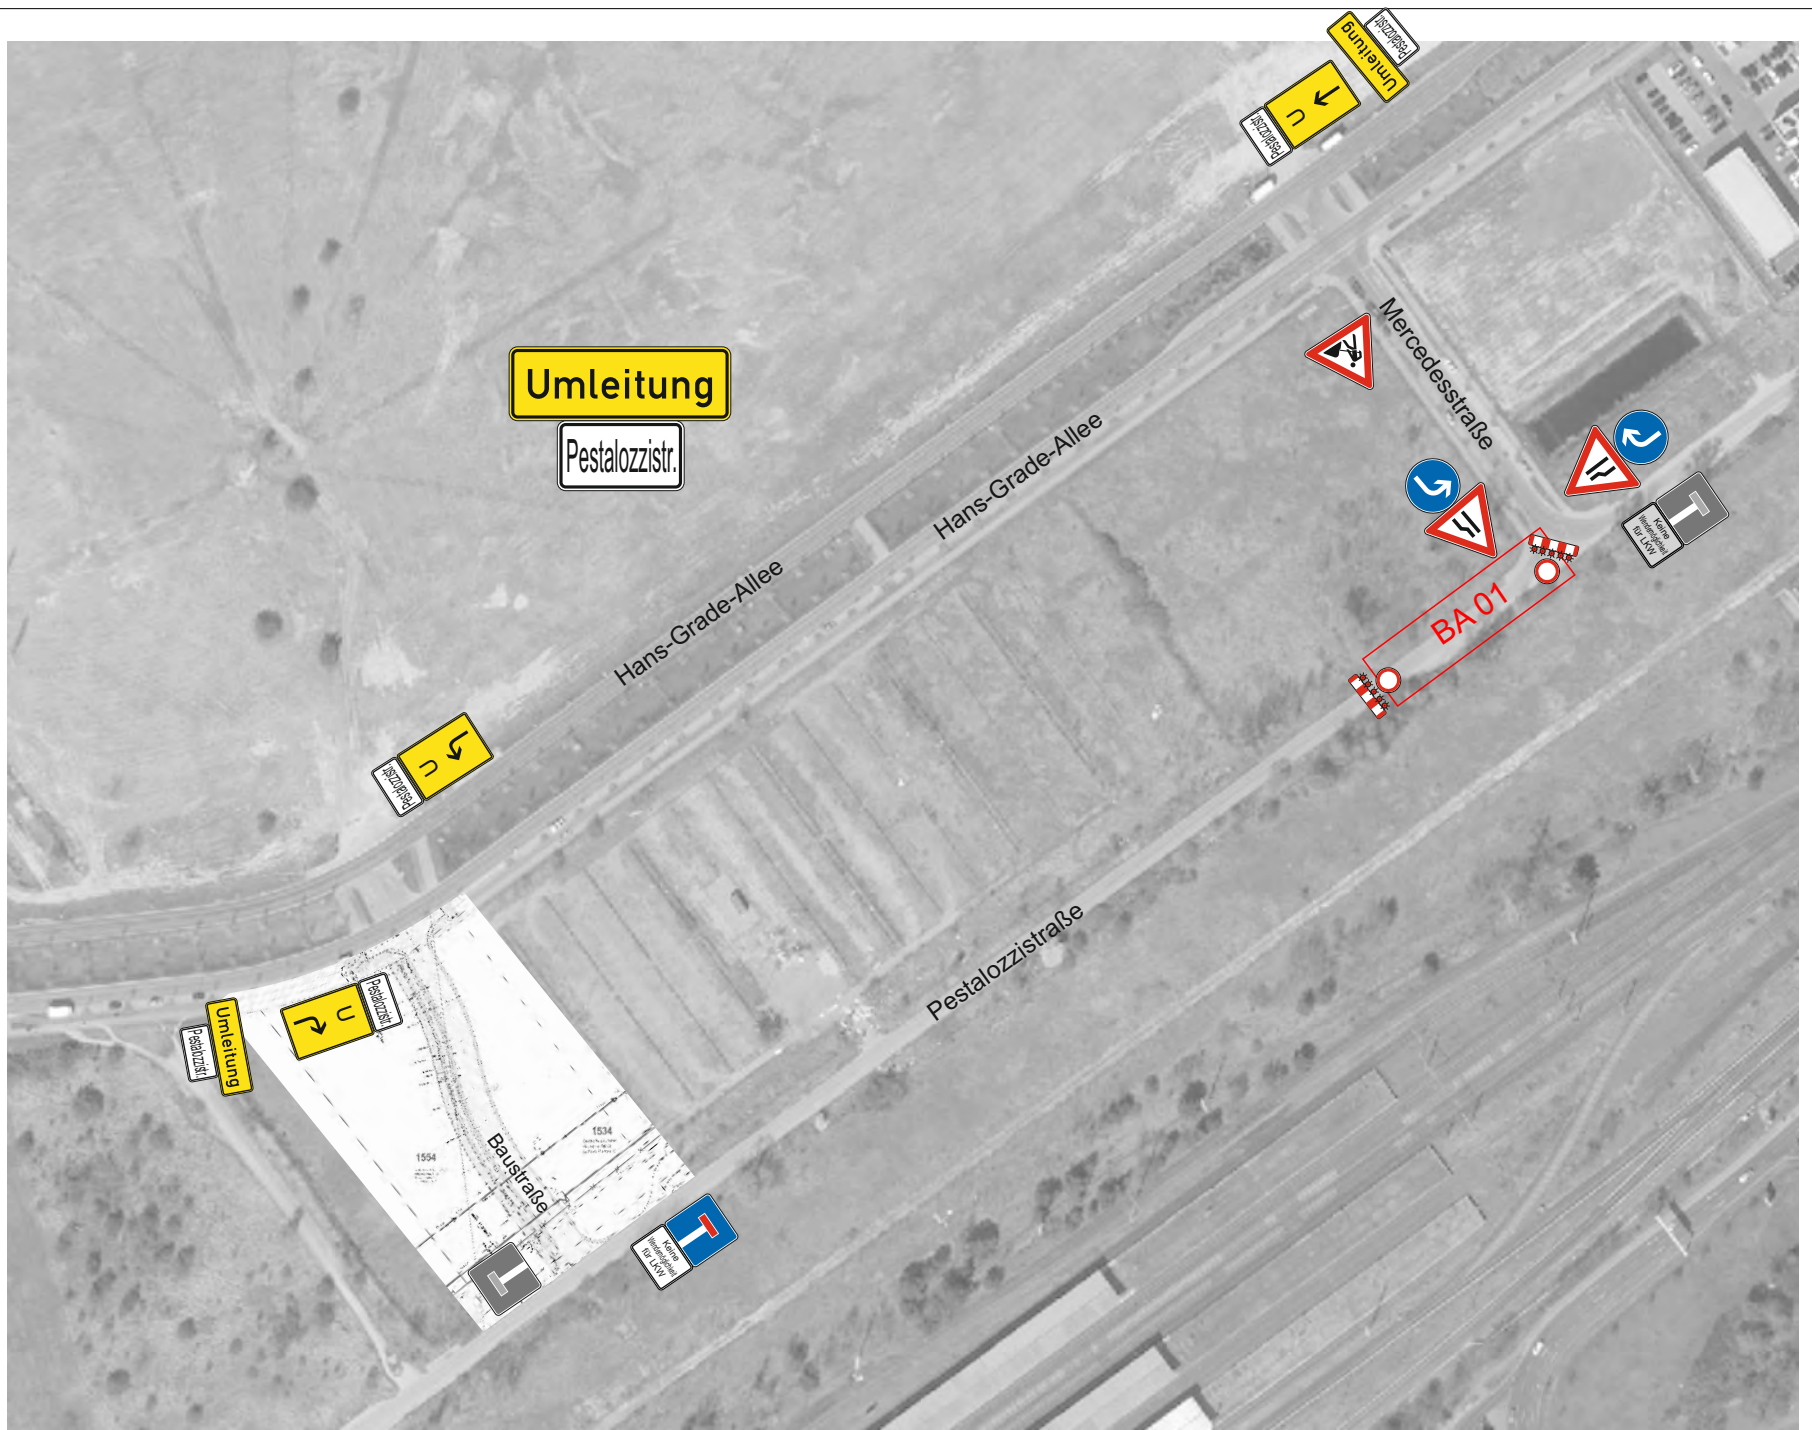 Pestalozzistr.
Umleitung
U
Pestalozzistr.
Umleitung
Pestalozzistr.
Mercedesstraße
Hans-Grade-Allee
Hans-Grade-Allee
Keine
Wendemöglichkeit
für LKW
BA 01
U
Pestalozzistr.
Pestalozzistraße
U
Pestalozzistr.
Umleitung
Pestalozzistr.
1534
1554
Baustraße
Keine
Wendemöglichkeit
für LKW